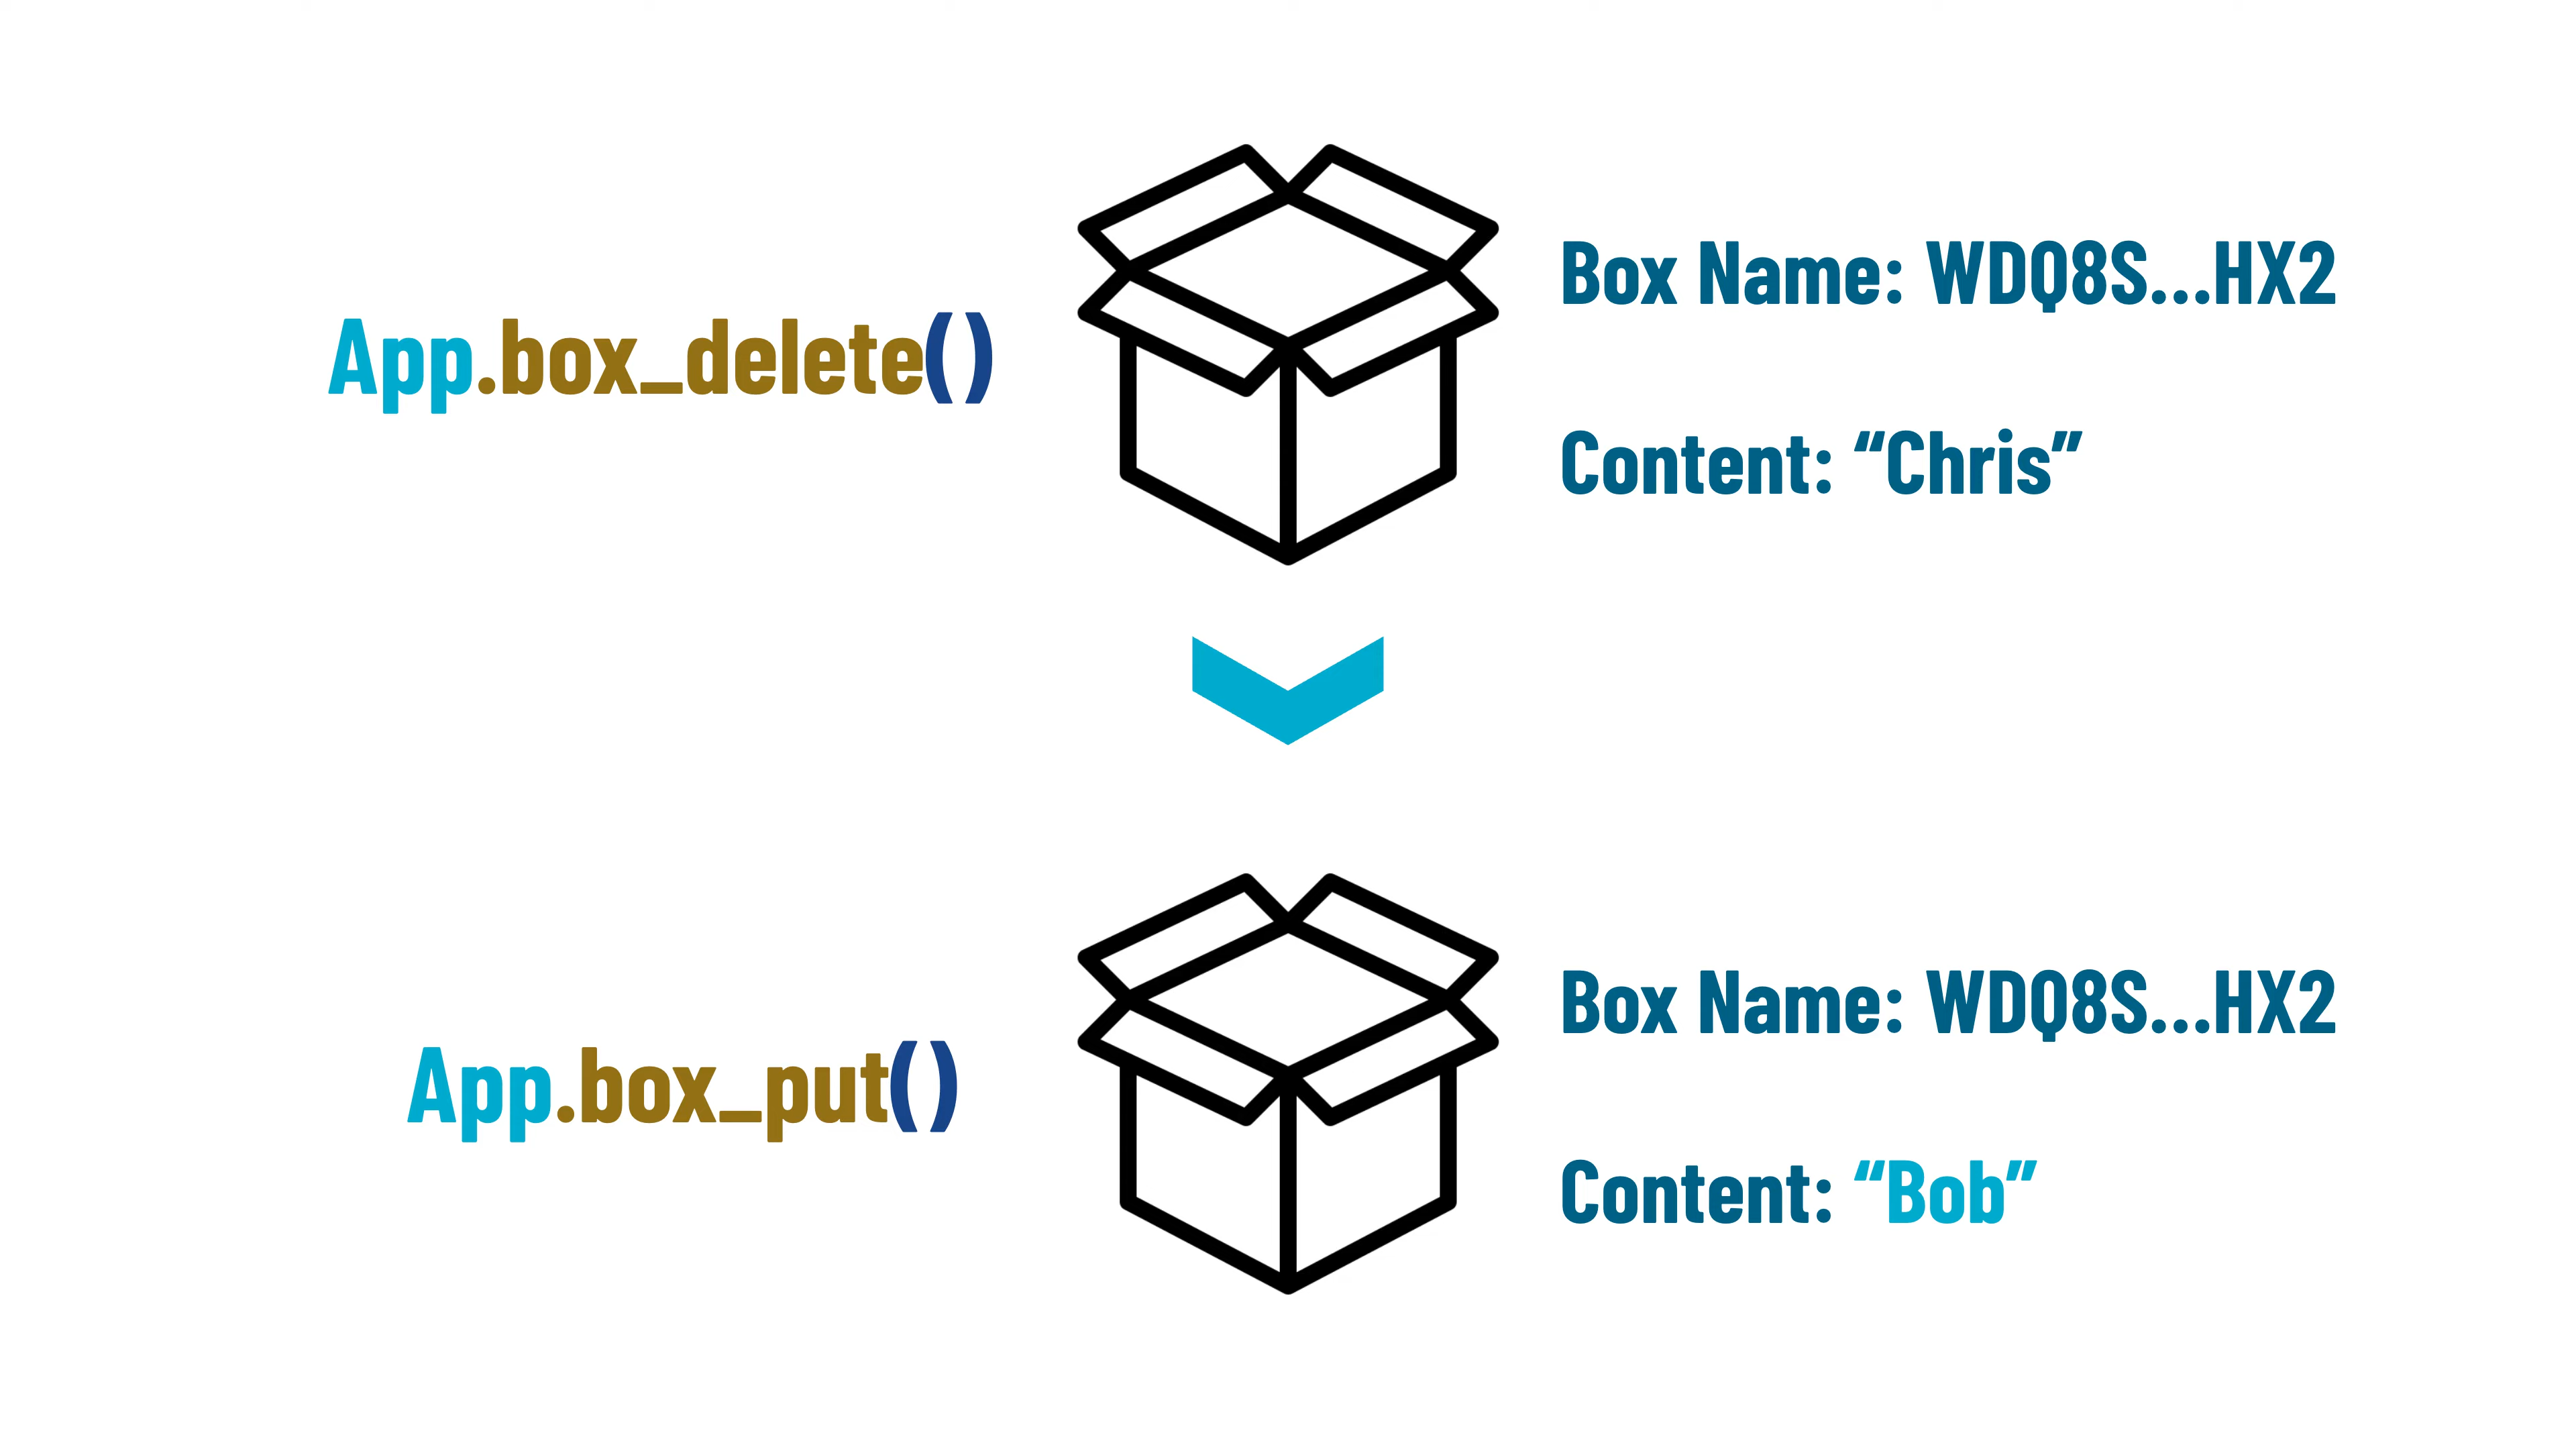 App.box_delete()
Box Name: WDQ8S...HX2
Content: “Chris”
App.box_put()
Box Name: WDQ8S...HX2
Content: “Bob”